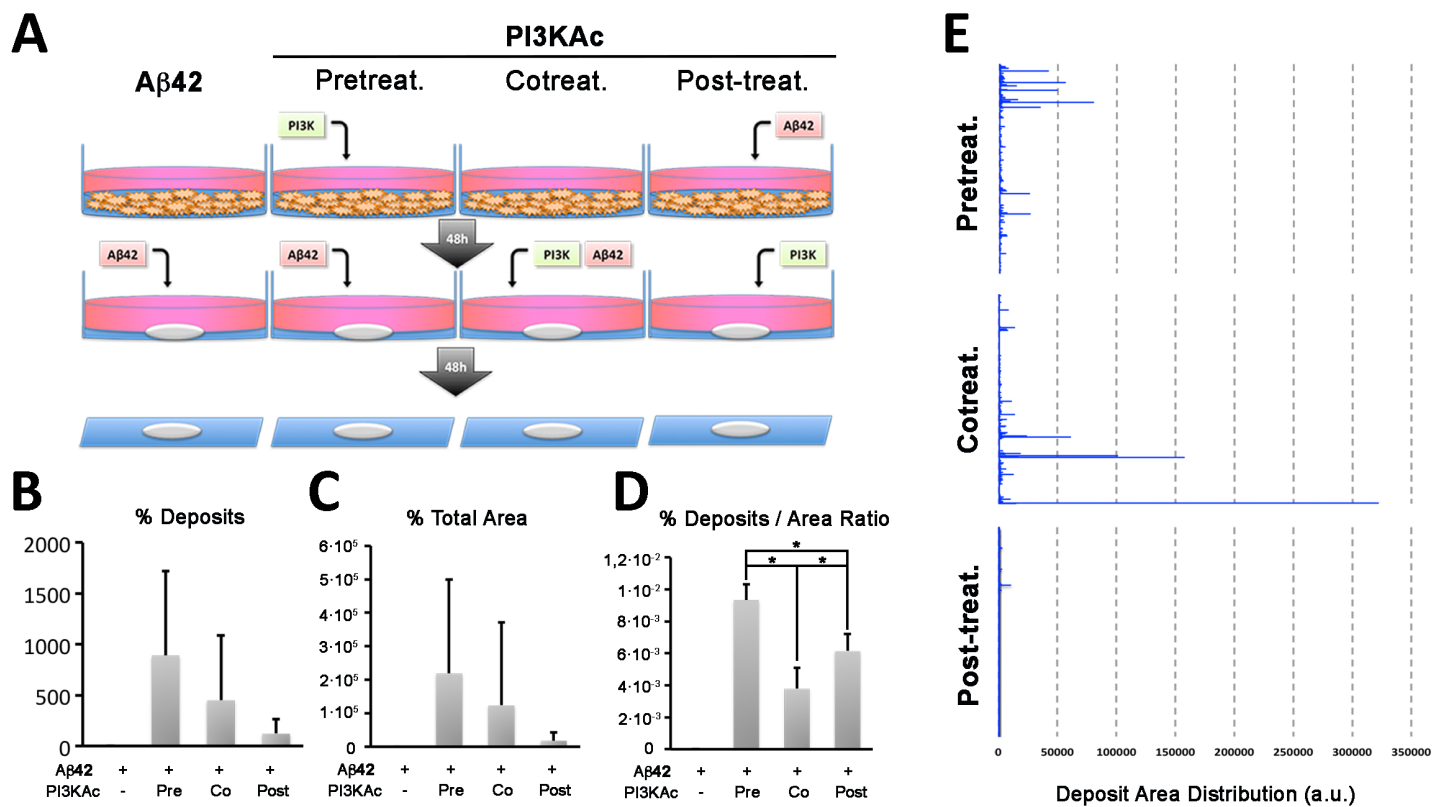 A
PI3KAc
Aβ42 Pretreat. Cotreat. Post-treat.
PI3K Aβ42
48h
Aβ42 Aβ42 PI3K Aβ42 PI3K
48h
B
% Deposits
2000
1500
1000
500
0
Aβ42 + + + +
PI3KAc - Pre Co Post
C
% Total Area
6·10⁵
5·10⁵
4·10⁵
3·10⁵
2·10⁵
1·10⁵
0
Aβ42 + + + +
PI3KAc - Pre Co Post
D
% Deposits / Area Ratio
*
* *
1,2·10⁻²
1·10⁻²
8·10⁻³
6·10⁻³
4·10⁻³
2·10⁻³
0
Aβ42 + + + +
PI3KAc - Pre Co Post
E
Pretreat.
Cotreat.
Post-treat.
0 50000 100000 150000 200000 250000 300000 350000
Deposit Area Distribution (a.u.)